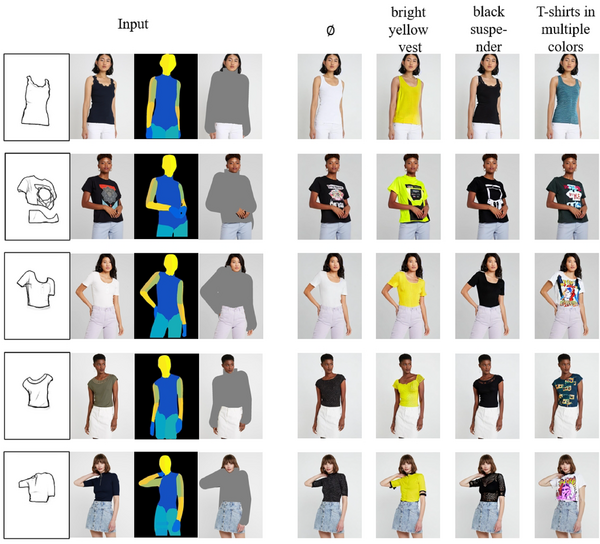 Input
Ø
bright
yellow
vest
black
suspe-
nder
T-shirts in
multiple
colors